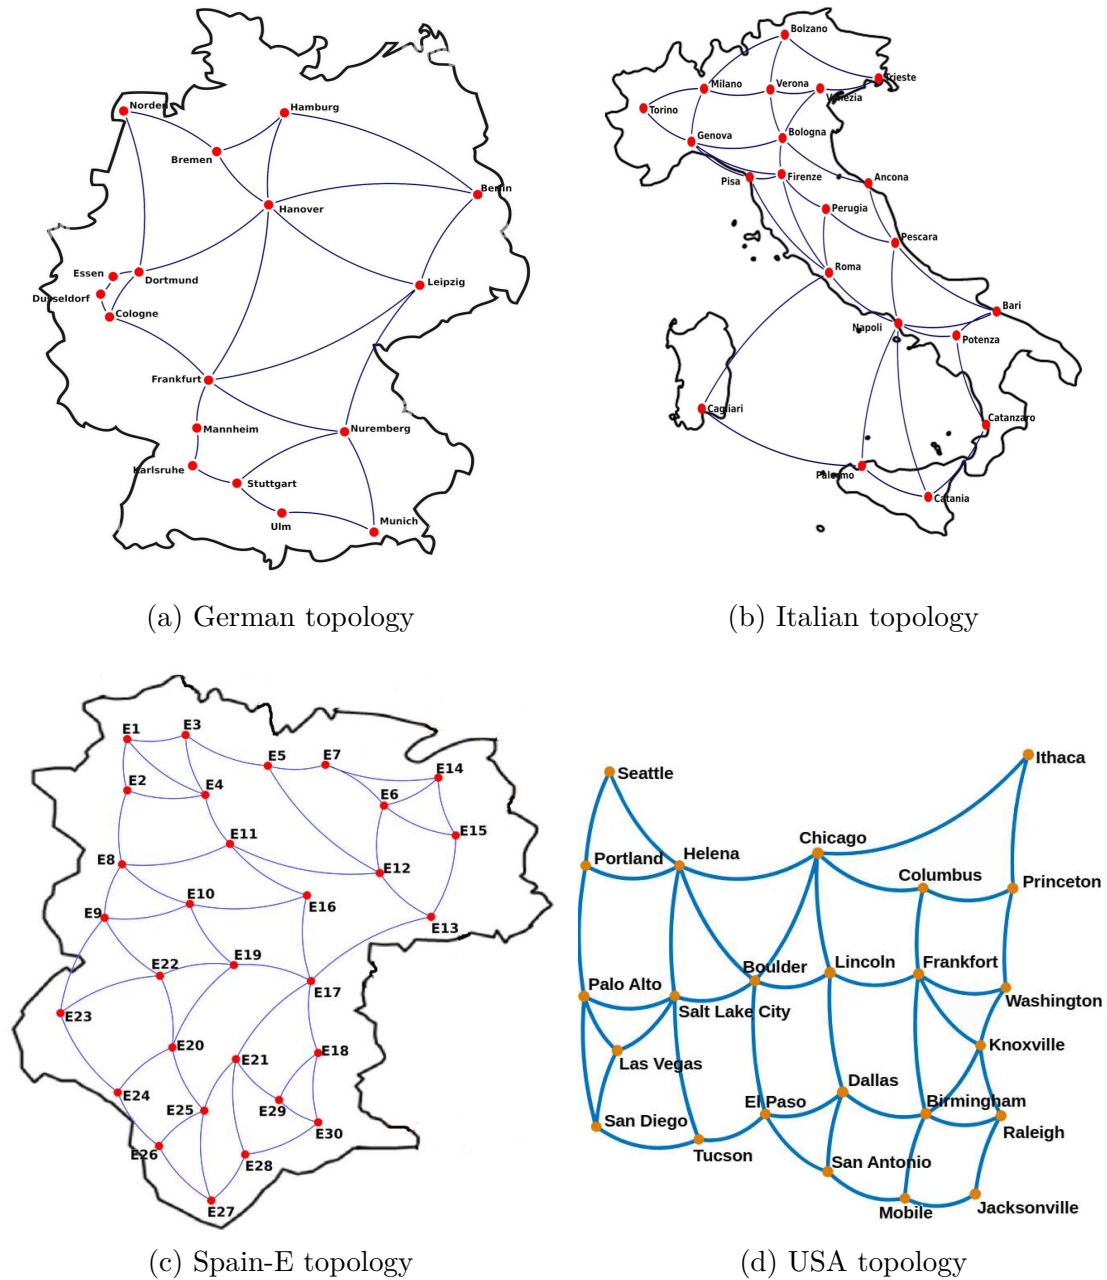 Norden
Hamburg
Bremen
Berlin
Hanover
Essen
Dortmund
Leipzig
Dusseldorf
Cologne
Frankfurt
Mannheim
Nuremberg
Karlsruhe
Stuttgart
Ulm
Munich
(a) German topology
Bolzano
Trieste
Milano
Verona
Venezia
Torino
Genova
Bologna
Pisa
Firenze
Ancona
Perugia
Pescara
Roma
Bari
Napoli
Potenza
Cagliari
Catanzaro
Palermo
Catania
(b) Italian topology
E1
E3
E5
E7
E14
E2
E4
E6
E15
E11
E8
E12
E10
E16
E9
E13
E19
E22
E17
E23
E20
E21
E18
E24
E25
E29
E30
E26
E28
E27
(c) Spain-E topology
Ithaca
Seattle
Chicago
Portland
Helena
Columbus
Princeton
Boulder
Lincoln
Frankfort
Palo Alto
Salt Lake City
Washington
Knoxville
Las Vegas
Dallas
El Paso
Birmingham
San Diego
Raleigh
Tucson
San Antonio
Mobile
Jacksonville
(d) USA topology